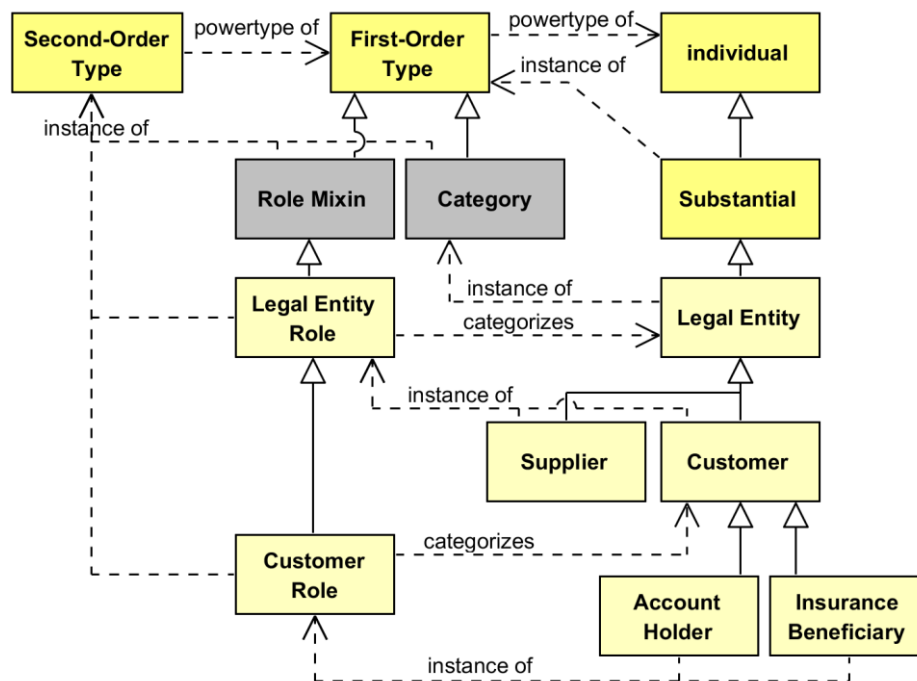 Second-Order
Type
powertype of
First-Order
Type
powertype of
individual
instance of
instance of
Role Mixin
Category
Substantial
instance of
Legal Entity
Role
categorizes
Legal Entity
instance of
Supplier
Customer
Customer
Role
categorizes
Account
Holder
Insurance
Beneficiary
instance of